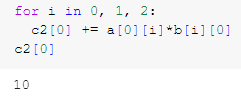 for i in 0, 1, 2:
  c2[0] += a[0][i]*b[i][0]
c2[0]
10